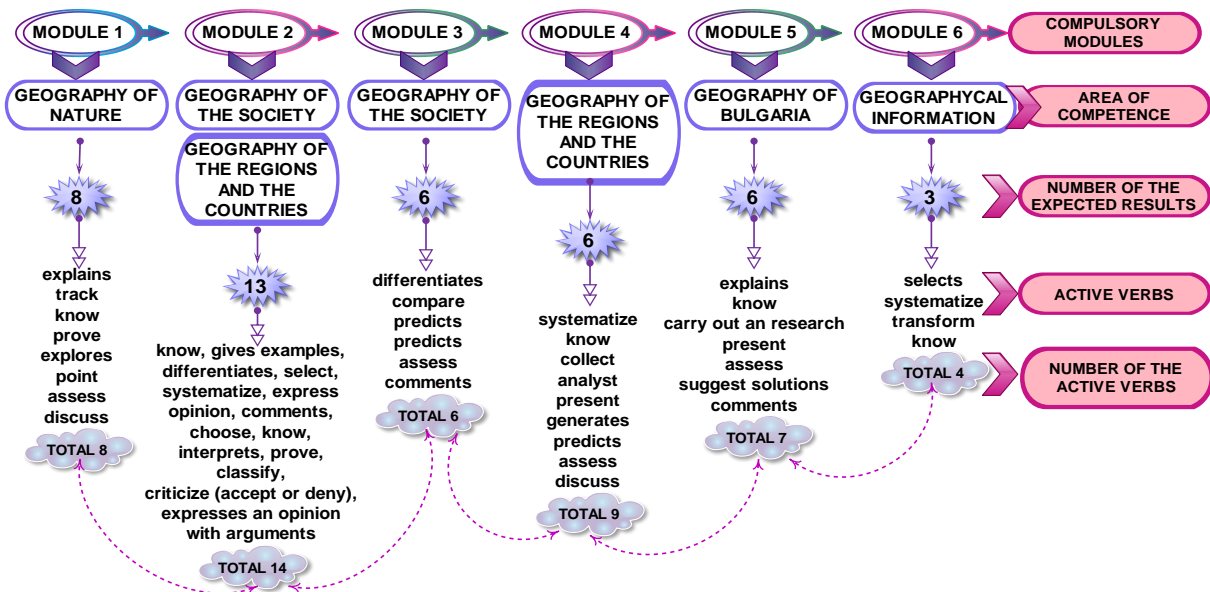 MODULE 1
MODULE 2
MODULE 3
MODULE 4
MODULE 5
MODULE 6
COMPULSORY
MODULES
GEOGRAPHY OF
NATURE
GEOGRAPHY OF
THE SOCIETY
GEOGRAPHY OF
THE SOCIETY
GEOGRAPHY OF
THE REGIONS
AND THE
COUNTRIES
GEOGRAPHY OF
BULGARIA
GEOGRAPHYCAL
INFORMATION
AREA OF
COMPETENCE
GEOGRAPHY OF
THE REGIONS
AND THE
COUNTRIES
8
13
6
6
6
3
NUMBER OF THE
EXPECTED RESULTS
explains
track
know
prove
explores
point
assess
discuss
TOTAL 8
know, gives examples,
differentiates, select,
systematize, express
opinion, comments,
choose, know,
interprets, prove,
classify,
criticize (accept or deny),
expresses an opinion
with arguments
TOTAL 14
differentiates
compare
predicts
predicts
assess
comments
TOTAL 6
systematize
know
collect
analyst
present
generates
predicts
assess
discuss
TOTAL 9
explains
know
carry out an research
present
assess
suggest solutions
comments
TOTAL 7
selects
systematize
transform
know
TOTAL 4
ACTIVE VERBS
NUMBER OF THE
ACTIVE VERBS